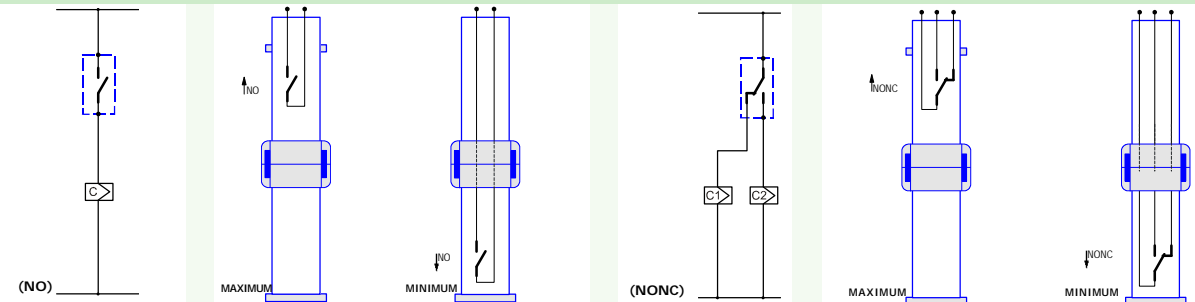 NO
C
(NO)
MAXIMUM
NO
MINIMUM
C1
C2
(NONC)
NONC
MAXIMUM
NONC
MINIMUM